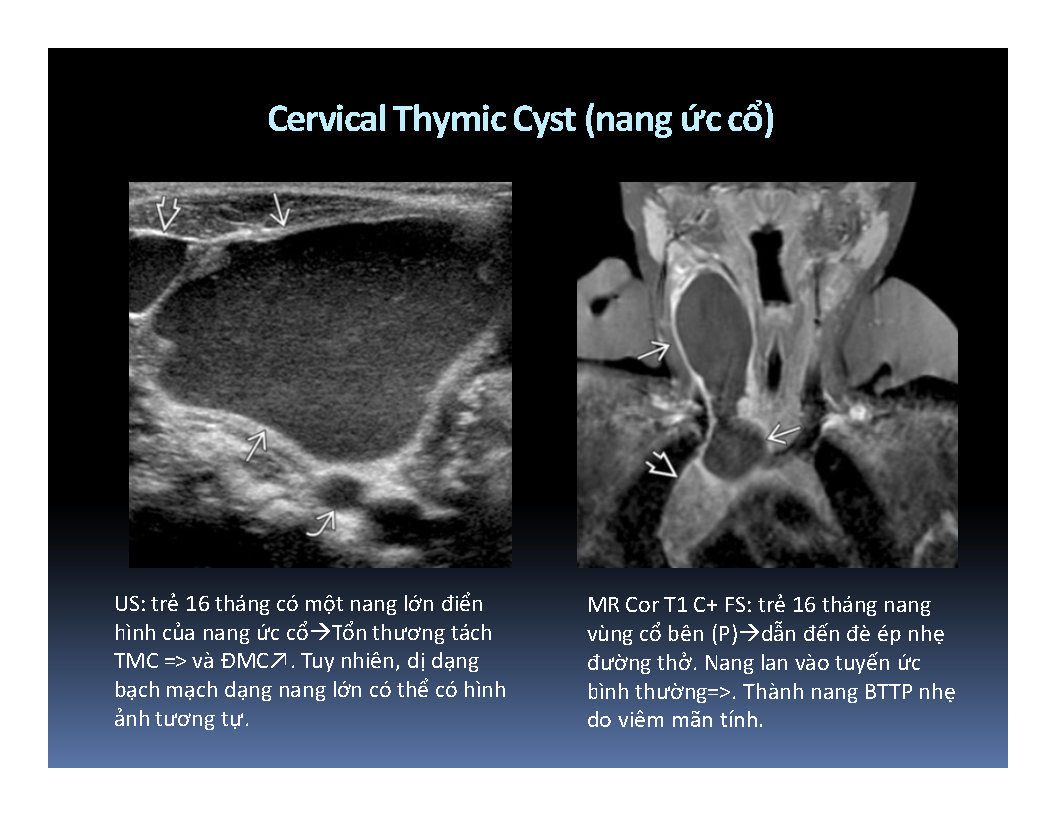 Cervical Thymic Cyst (nang ức cổ)
US: trẻ 16 tháng có một nang lớn điển
hình của nang ức cổ→Tổn thương tách
TMC => và ĐMC↗. Tuy nhiên, dị dạng
bạch mạch dạng nang lớn có thể có hình
ảnh tương tự.
MR Cor T1 C+ FS: trẻ 16 tháng nang
vùng cổ bên (P)→dẫn đến đè ép nhẹ
đường thở. Nang lan vào tuyến ức
bình thường=>. Thành nang BTTP nhẹ
do viêm mãn tính.